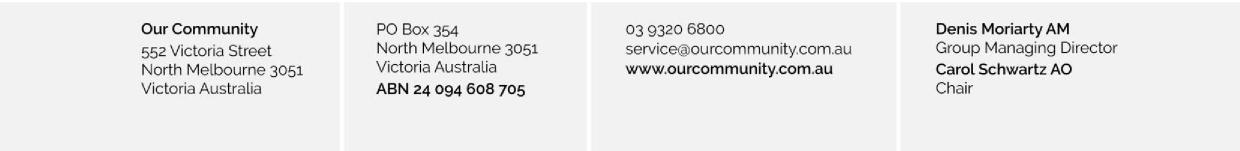 Our Community
552 Victoria Street
North Melbourne 3051
Victoria Australia
PO Box 354
North Melbourne 3051
Victoria Australia
ABN 24 094 608 705
03 9320 6800
service@ourcommunity.com.au
www.ourcommunity.com.au
Denis Moriarty AM
Group Managing Director
Carol Schwartz AO
Chair